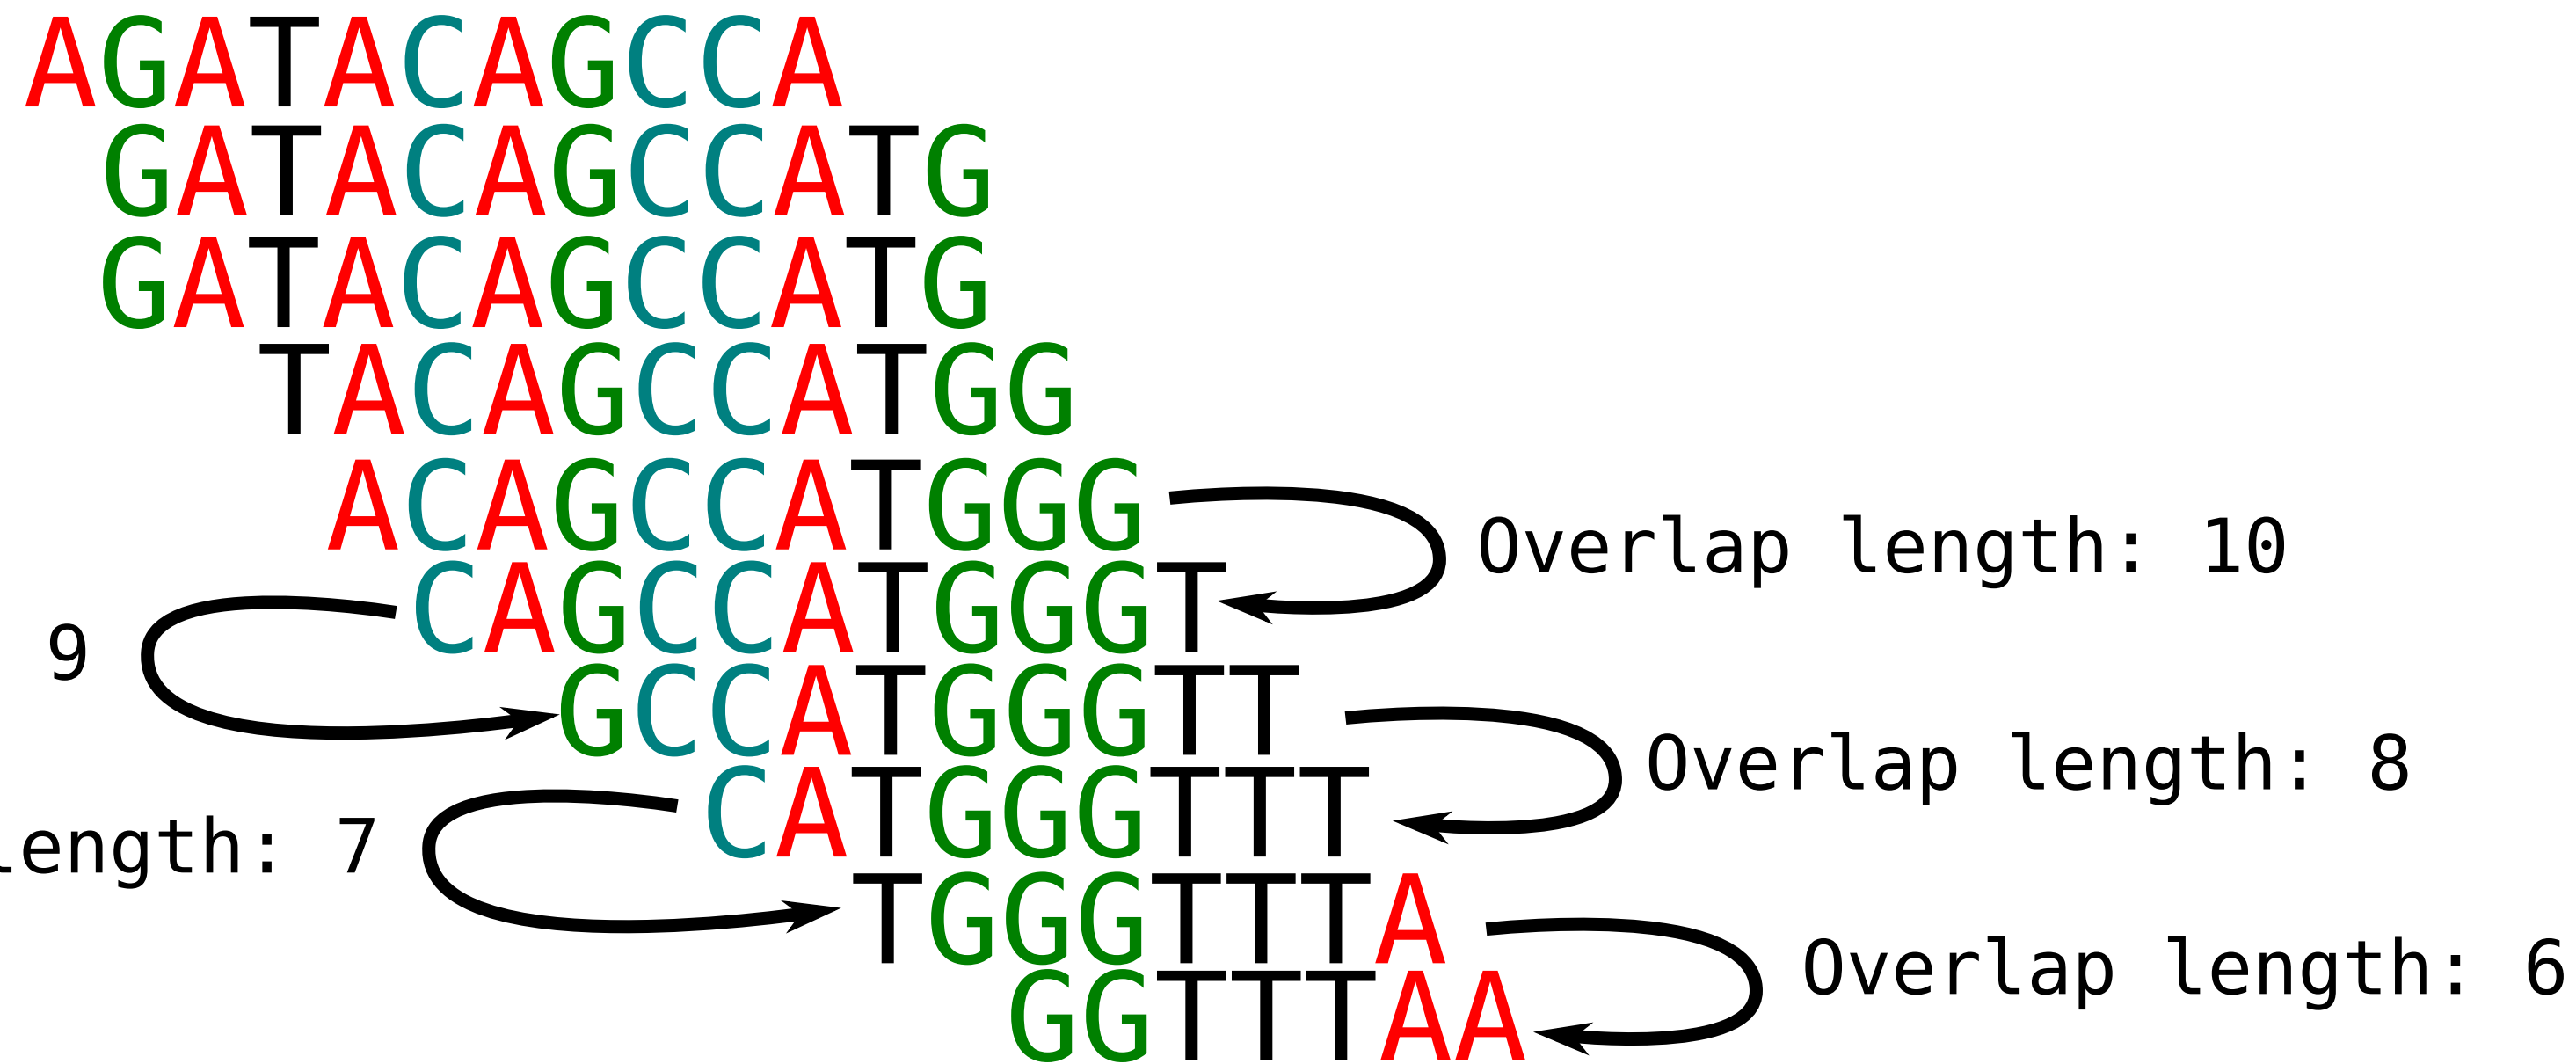 AGATACAGCCA
GATACAGCCATG
GATACAGCCATG
TACAGCCATGG
ACAGCCATGGG
Overlap length: 10
CAGCCATGGGT
9
GCCATGGGTT
Overlap length: 8
CATGGGTTT
length: 7
TGGGTTTA
Overlap length: 6
GGTTTAA